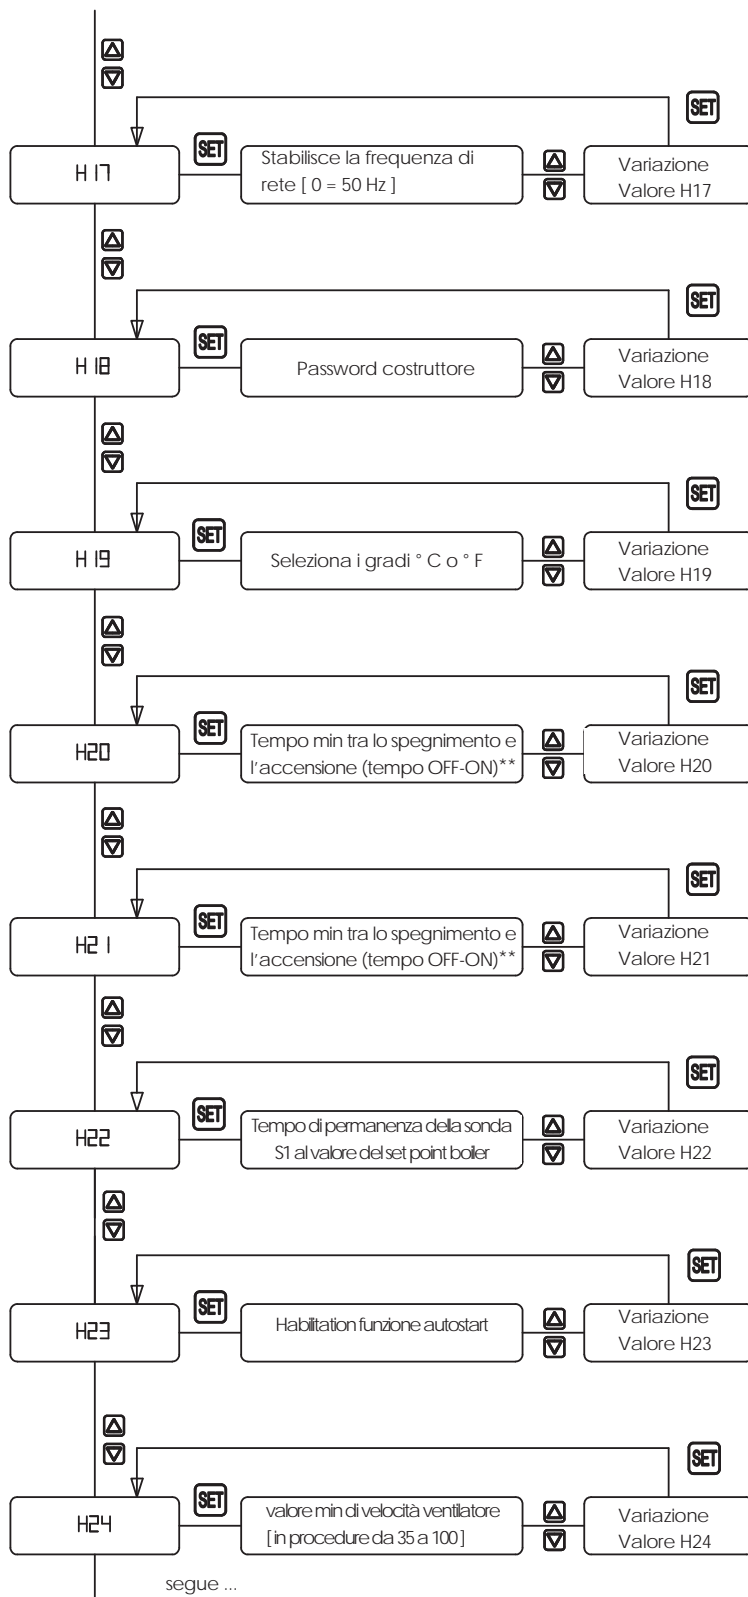 SET
H17
SET
Stabilisce la frequenza di
rete [ 0 = 50 Hz ]
Variazione
Valore H17
SET
H18
SET
Password costruttore
Variazione
Valore H18
SET
H19
SET
Seleziona i gradi ° C o ° F
Variazione
Valore H19
SET
H20
SET
Tempo min tra lo spegnimento e
l'accensione (tempo OFF-ON)**
Variazione
Valore H20
SET
H21
SET
Tempo min tra lo spegnimento e
l'accensione (tempo OFF-ON)**
Variazione
Valore H21
SET
H22
SET
Tempo di permanenza della sonda
S1 al valore del set point boiler
Variazione
Valore H22
SET
H23
SET
Habilitation funzione autostart
Variazione
Valore H23
SET
H24
SET
valore min di velocità ventilatore
[ in procedure da 35 a 100 ]
Variazione
Valore H24
segue ...